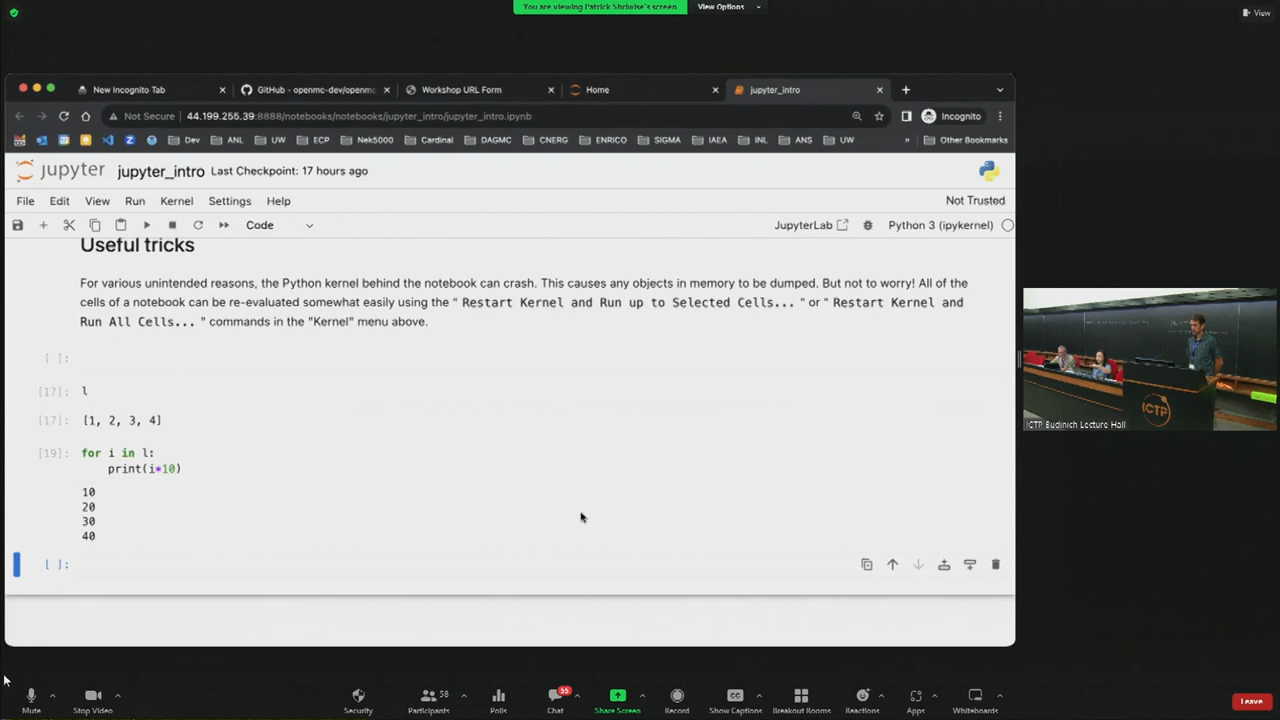 You are viewing Patrick Shriwise's screen
View Options
View
New Incognito Tab
GitHub - openmc-dev/openmc
Workshop URL Form
Home
jupyter_intro
Not Secure
44.199.255.39:8888/notebooks/notebooks/jupyter_intro/jupyter_intro.ipynb
Incognito
Dev
ANL
UW
ECP
Nek5000
Cardinal
DAGMC
CNERG
ENRICO
SIGMA
IAEA
INL
ANS
UW
»
Other Bookmarks
jupyter
jupyter_intro
Last Checkpoint: 17 hours ago
File
Edit
View
Run
Kernel
Settings
Help
Not Trusted
Code
JupyterLab
Python 3 (ipykernel)
Useful tricks
For various unintended reasons, the Python kernel behind the notebook can crash. This causes any objects in memory to be dumped. But not to worry! All of the
cells of a notebook can be re-evaluated somewhat easily using the " Restart Kernel and Run up to Selected Cells... " or " Restart Kernel and
Run All Cells... " commands in the "Kernel" menu above.
[ ]:
[17]: l
[17]: [1, 2, 3, 4]
[19]: for i in l:
print(i*10)
10
20
30
40
[ ]:
ICTP
ICTP Budinich Lecture Hall
Mute
Stop Video
Security
58
Participants
Polls
55
Chat
Share Screen
Record
Show Captions
Breakout Rooms
Reactions
Apps
Whiteboards
Leave